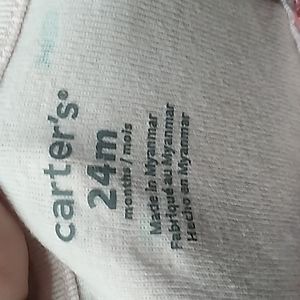 carter's®
24m
months / mois
Made in Myanmar
Fabriqué au Myanmar
Hecho en Myanmar